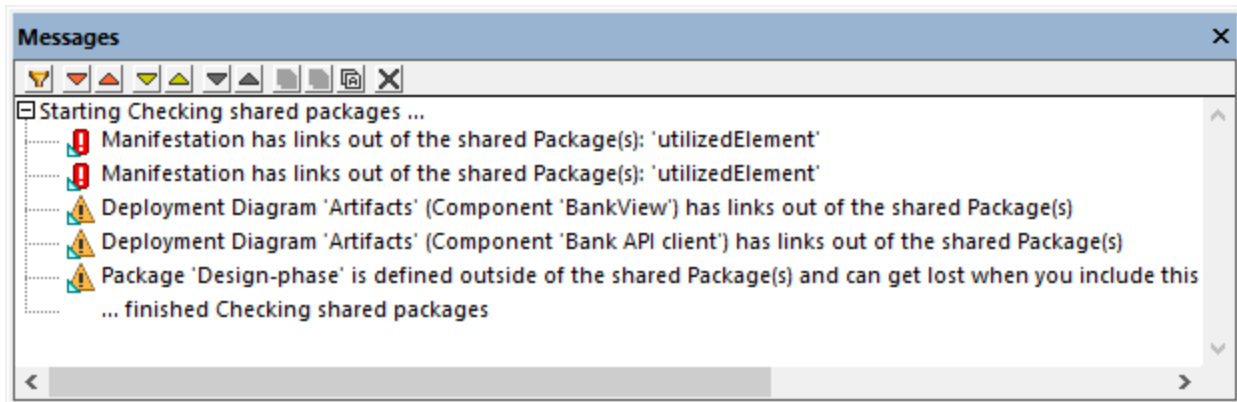 Messages
Starting Checking shared packages ...
Manifestation has links out of the shared Package(s): 'utilizedElement'
Manifestation has links out of the shared Package(s): 'utilizedElement'
Deployment Diagram 'Artifacts' (Component 'BankView') has links out of the shared Package(s)
Deployment Diagram 'Artifacts' (Component 'Bank API client') has links out of the shared Package(s)
Package 'Design-phase' is defined outside of the shared Package(s) and can get lost when you include this
... finished Checking shared packages